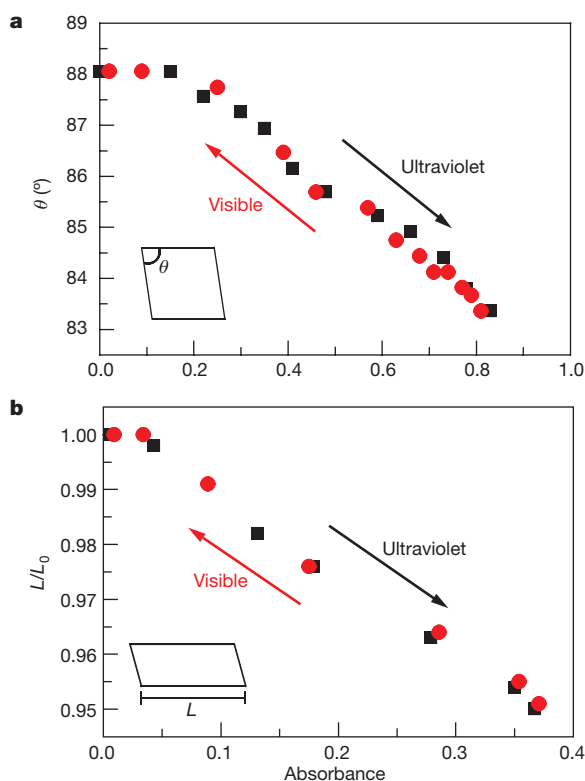 a
89
88
87
86
85
84
83
θ (º)
Ultraviolet
Visible
θ
0.0 0.2 0.4 0.6 0.8 1.0
b
1.00
0.99
0.98
0.97
0.96
0.95
L/L0
Ultraviolet
Visible
L
0.0 0.1 0.2 0.3 0.4
Absorbance